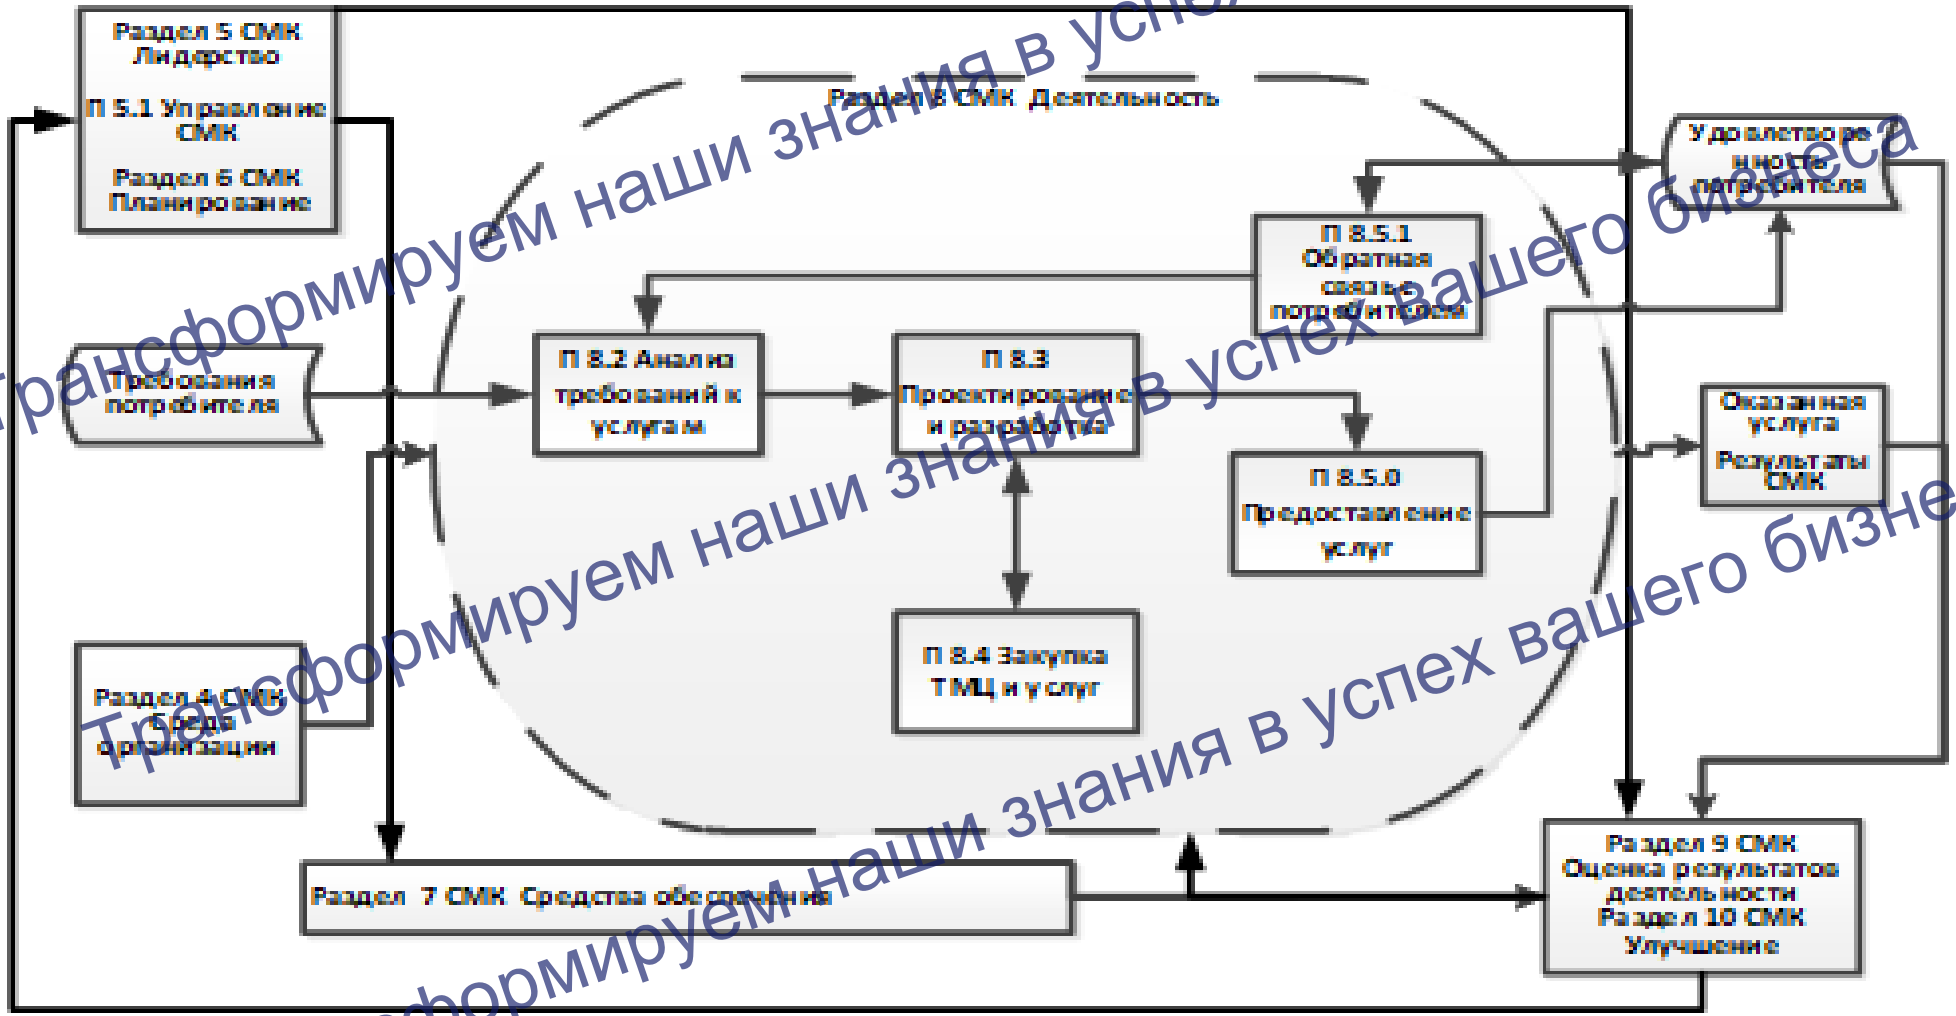 Раздел 5 СМК
Лидерство
П 5.1 Управление
СМК
Раздел 6 СМК
Планирование
Раздел 8 СМК Деятельность
Удовлетворе
нность
потребителя
П 8.5.1
Обратная
связь с
потребителем
Требования
потребителя
П 8.2 Анализ
требований к
услугам
П 8.3
Проектирование
и разработка
Оказанная
услуга
Результаты
СМК
П 8.5.0
Предоставление
услуг
П 8.4 Закупка
ТМЦ и услуг
Раздел 4 СМК
Среда
организации
Раздел 7 СМК Средства обеспечения
Раздел 9 СМК
Оценка результатов
деятельности
Раздел 10 СМК
Улучшение
Трансформируем наши знания в успех
Трансформируем наши знания в успех вашего бизнеса
Трансформируем наши знания в успех вашего бизне